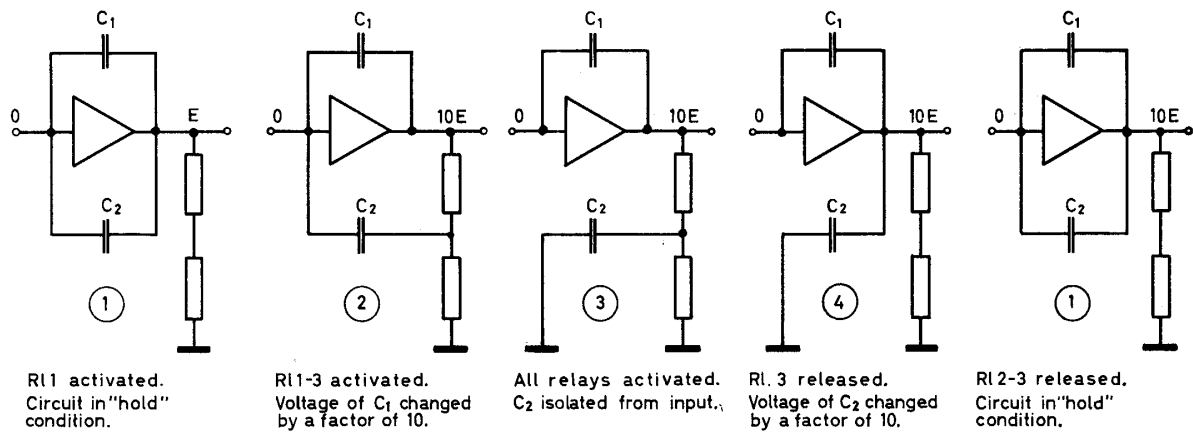 C1 C1 C1 C1 C1
0 E 0 10E 0 10E 0 10E 0 10E
C2 C2 C2 C2 C2
1 2 3 4 1
Rl1 activated.
Circuit in "hold"
condition.
Rl1-3 activated.
Voltage of C1 changed
by a factor of 10.
All relays activated.
C2 isolated from input.
Rl. 3 released.
Voltage of C2 changed
by a factor of 10.
Rl2-3 released.
Circuit in "hold"
condition.